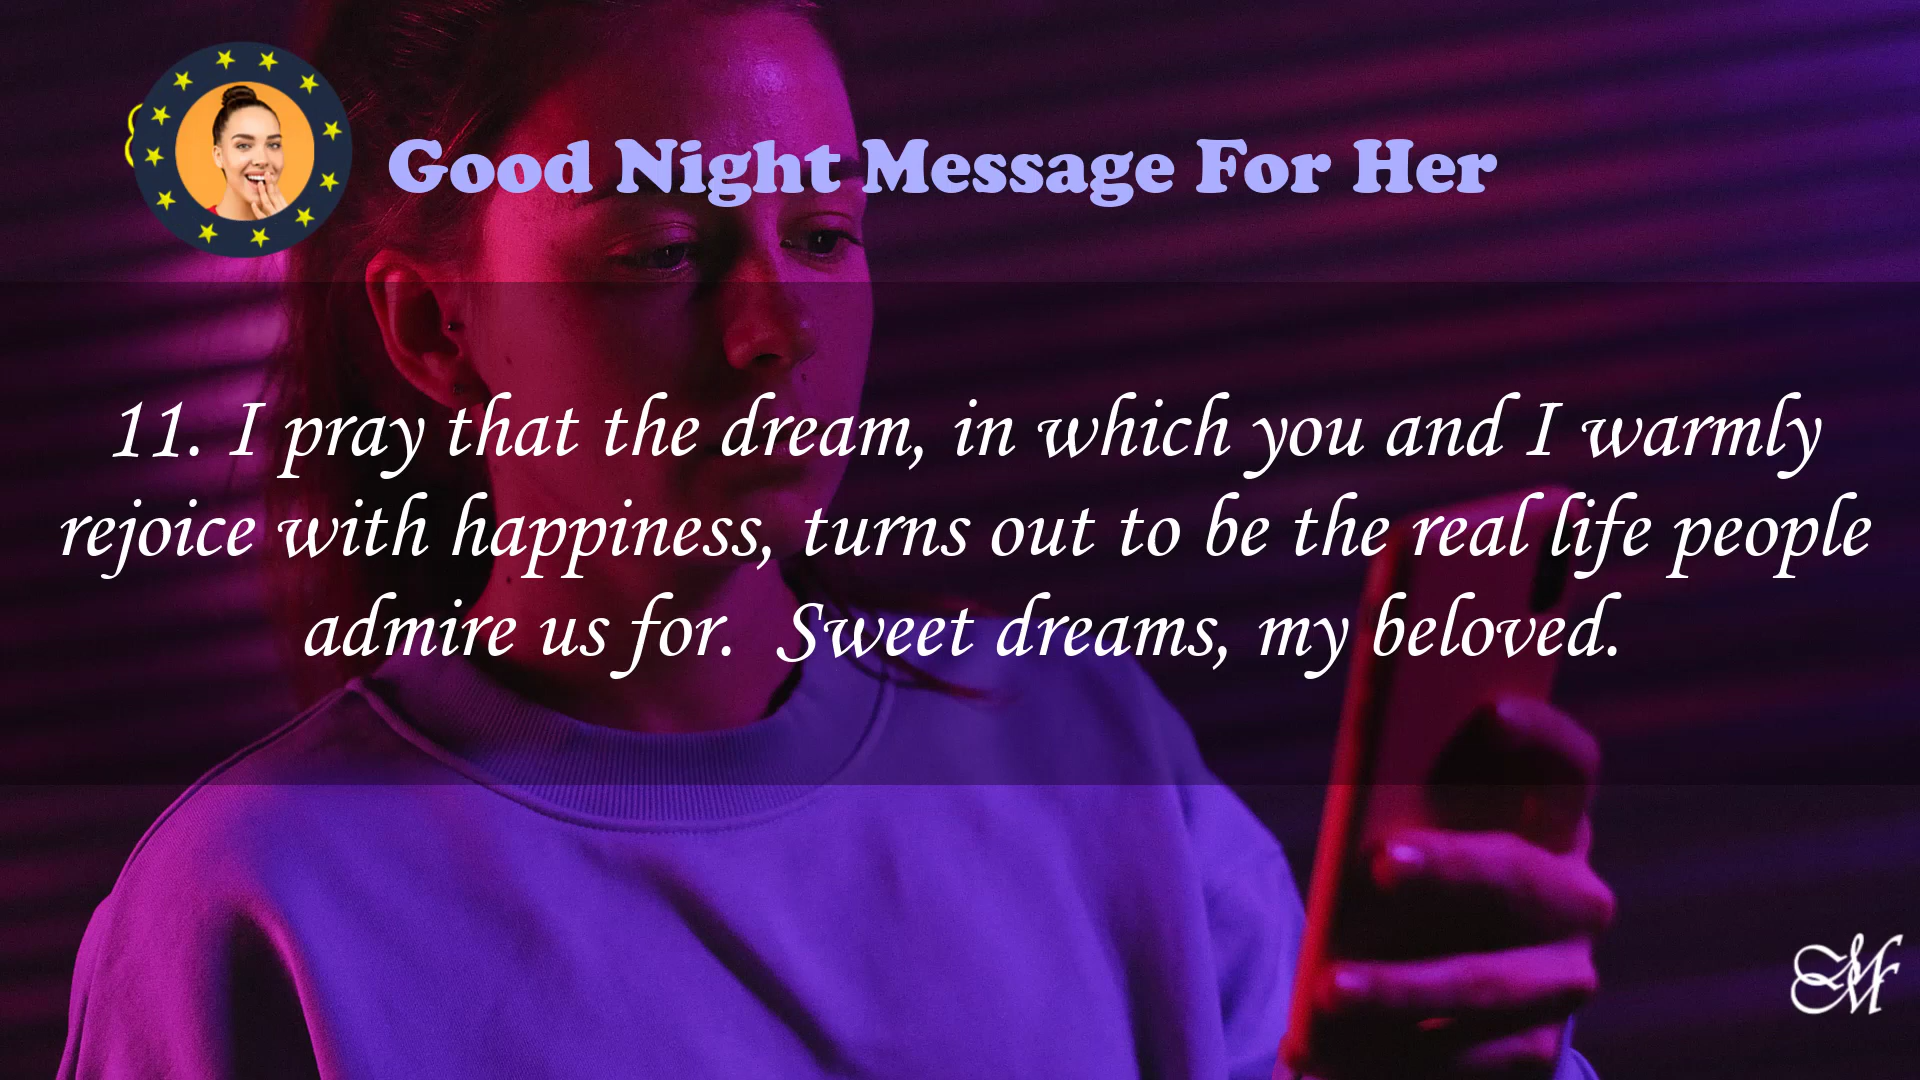 Good Night Message For Her
11. I pray that the dream, in which you and I warmly
rejoice with happiness, turns out to be the real life people
admire us for.  Sweet dreams, my beloved.
M